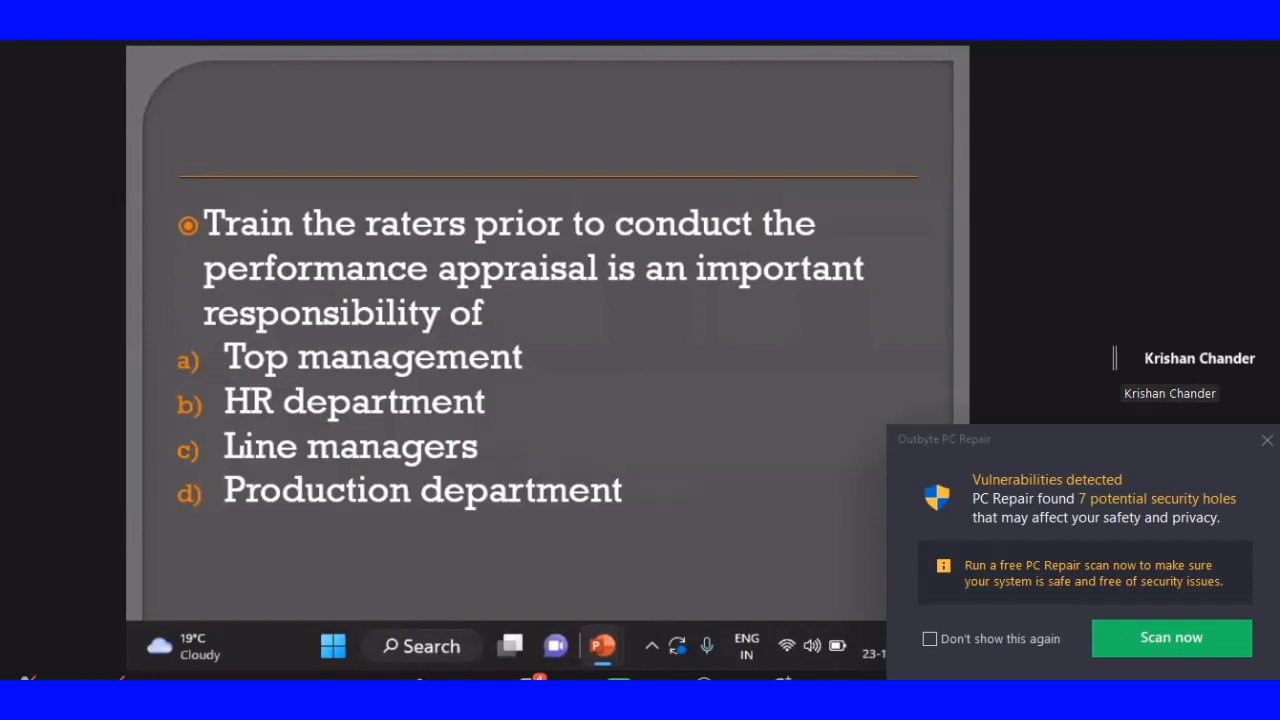 Train the raters prior to conduct the
performance appraisal is an important
responsibility of
a) Top management
b) HR department
c) Line managers
d) Production department
Krishan Chander
Krishan Chander
Outbyte PC Repair
Vulnerabilities detected
PC Repair found 7 potential security holes
that may affect your safety and privacy.
Run a free PC Repair scan now to make sure
your system is safe and free of security issues.
Don't show this again
Scan now
19°C
Cloudy
Search
ENG
IN
23-1
4